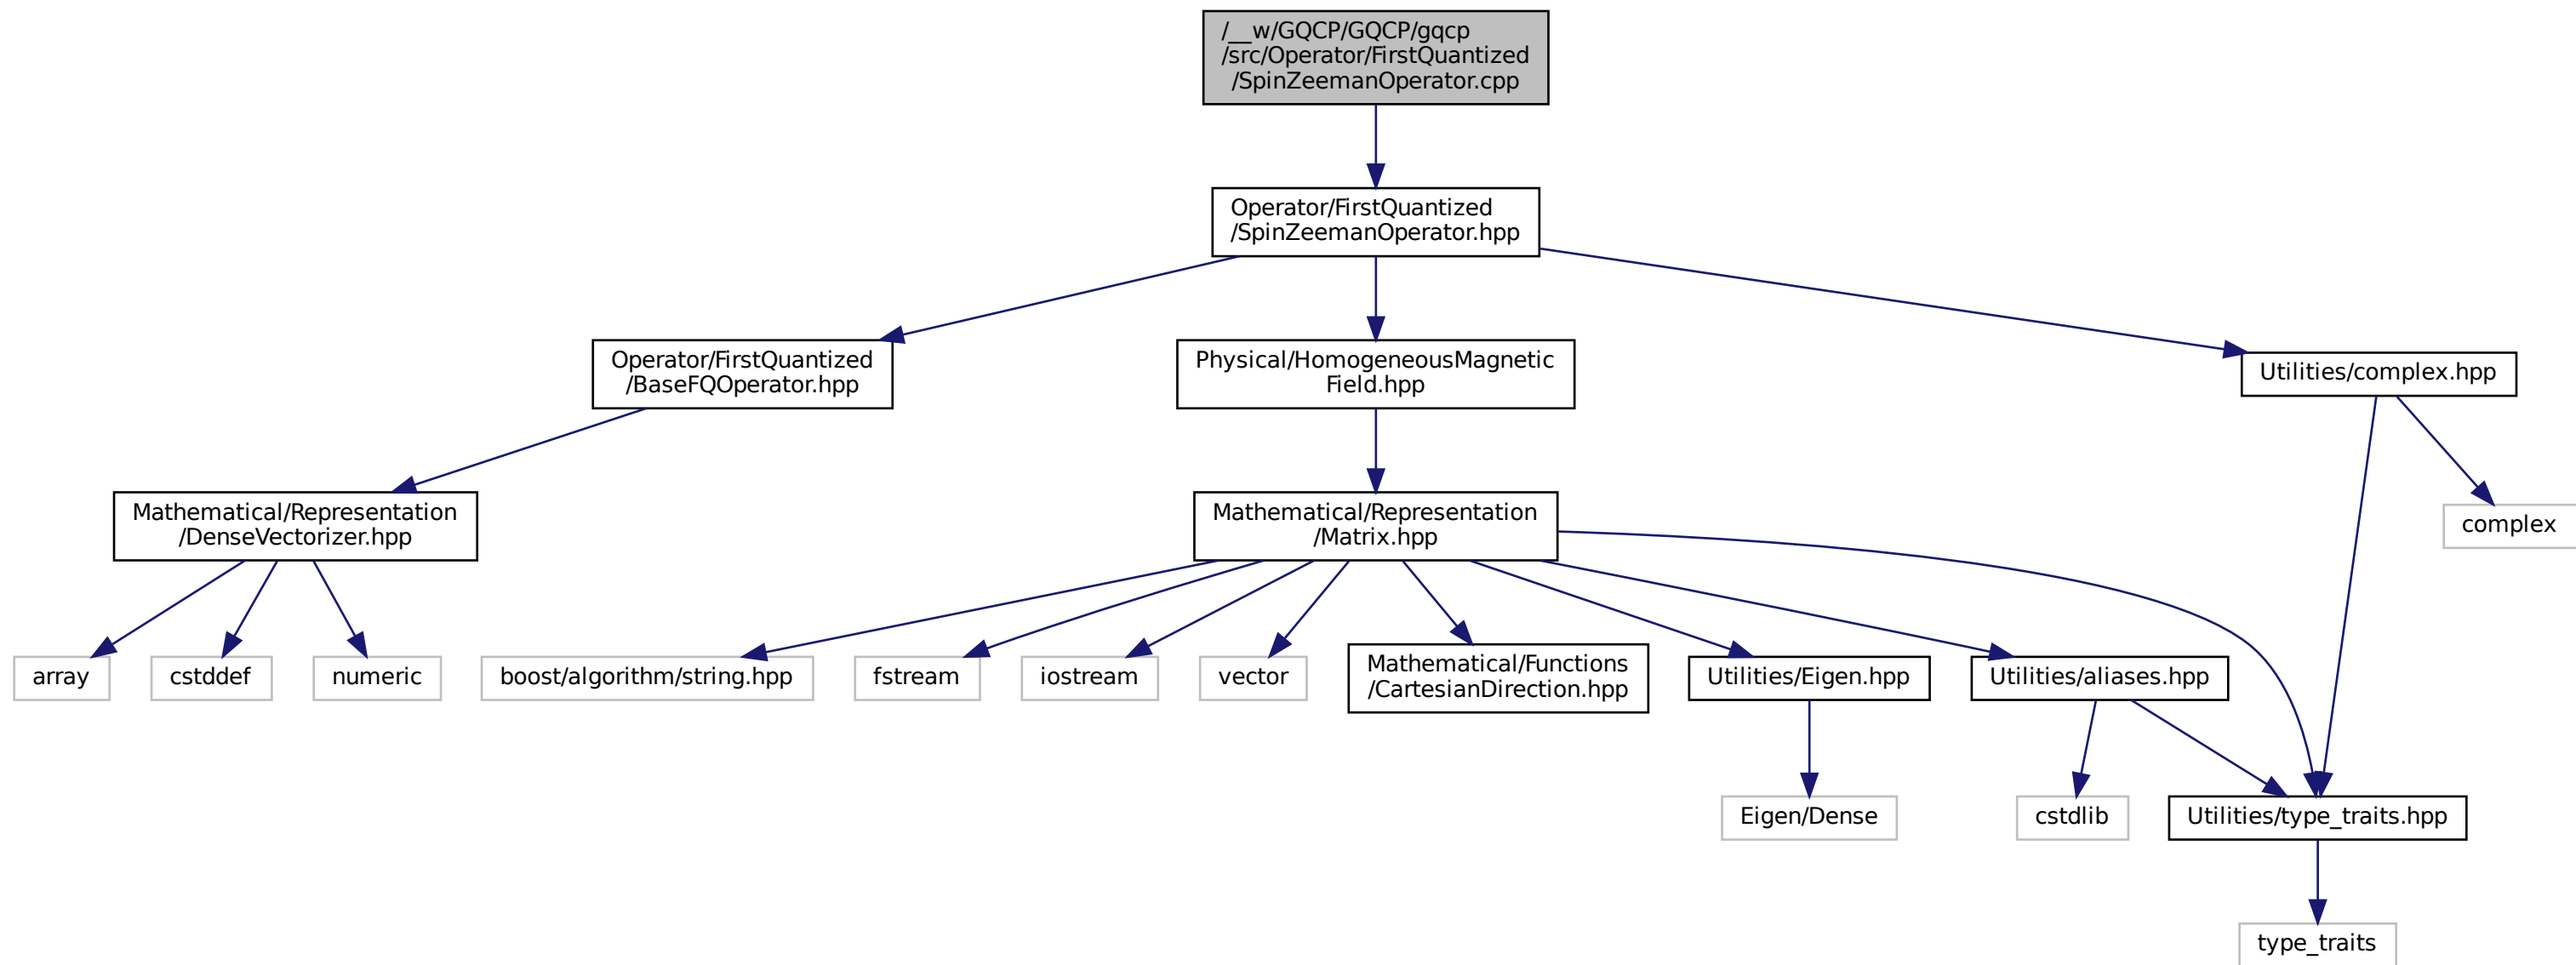 /__w/GQCP/GQCP/gqcp
/src/Operator/FirstQuantized
/SpinZeemanOperator.cpp
Operator/FirstQuantized
/SpinZeemanOperator.hpp
Operator/FirstQuantized
/BaseFQOperator.hpp
Physical/HomogeneousMagnetic
Field.hpp
Utilities/complex.hpp
Mathematical/Representation
/DenseVectorizer.hpp
Mathematical/Representation
/Matrix.hpp
complex
array
cstddef
numeric
boost/algorithm/string.hpp
fstream
iostream
vector
Mathematical/Functions
/CartesianDirection.hpp
Utilities/Eigen.hpp
Utilities/aliases.hpp
Eigen/Dense
cstdlib
Utilities/type_traits.hpp
type_traits